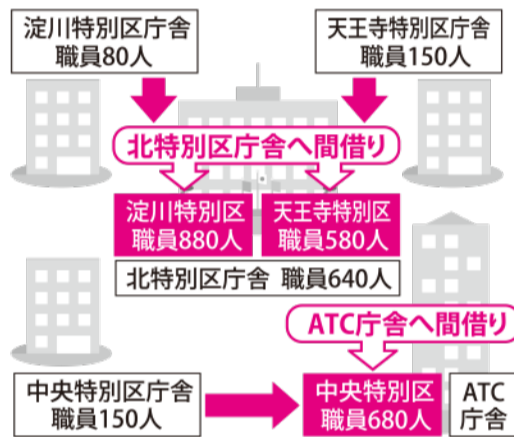 淀川特別区庁舎
職員80人
天王寺特別区庁舎
職員150人
北特別区庁舎へ間借り
淀川特別区
職員880人
天王寺特別区
職員580人
北特別区庁舎 職員640人
ATC庁舎へ間借り
中央特別区庁舎
職員150人
中央特別区
職員680人
ATC
庁舎